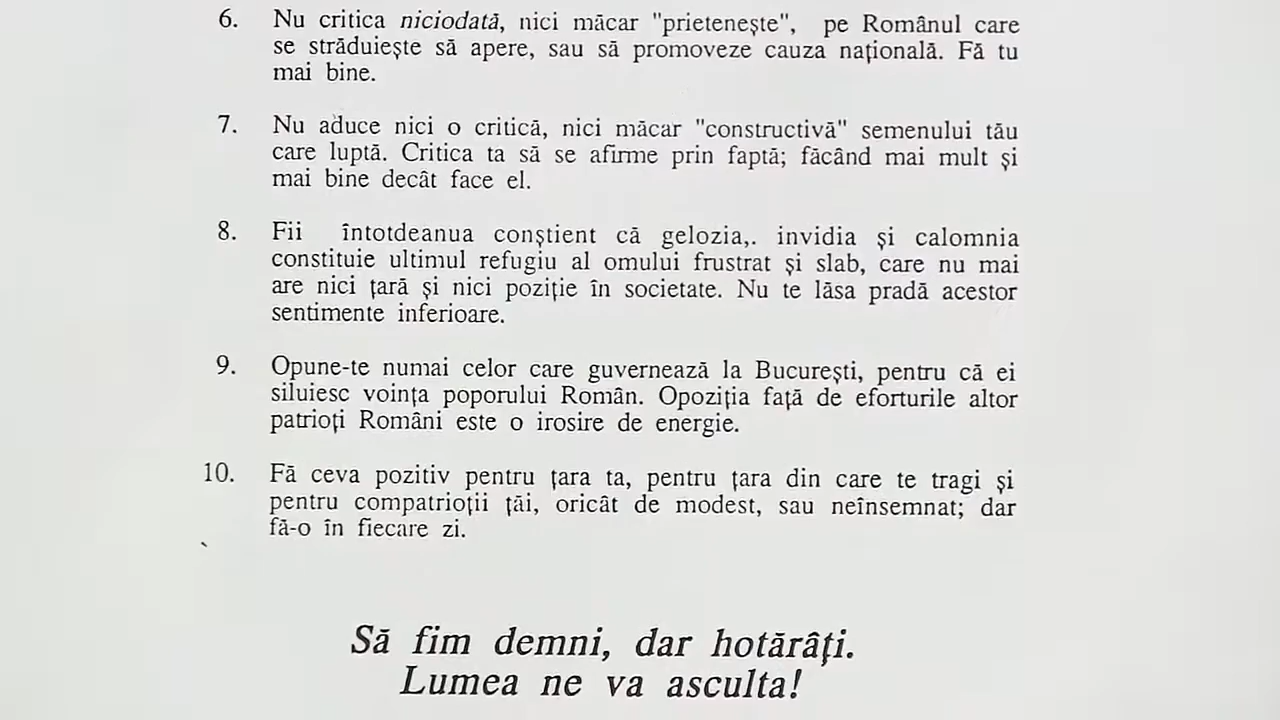 6. Nu critica niciodată, nici măcar "prietenește", pe Românul care
se străduiește să apere, sau să promoveze cauza națională. Fă tu
mai bine.
7. Nu aduce nici o critică, nici măcar "constructivă" semenului tău
care luptă. Critica ta să se afirme prin faptă; făcând mai mult și
mai bine decât face el.
8. Fii întotdeanua conștient că gelozia,. invidia și calomnia
constituie ultimul refugiu al omului frustrat și slab, care nu mai
are nici țară și nici poziție în societate. Nu te lăsa pradă acestor
sentimente inferioare.
9. Opune-te numai celor care guvernează la București, pentru că ei
siluiesc voința poporului Român. Opoziția față de eforturile altor
patrioți Români este o irosire de energie.
10. Fă ceva pozitiv pentru țara ta, pentru țara din care te tragi și
pentru compatrioții țăi, oricât de modest, sau neînsemnat; dar
fă-o în fiecare zi.
Să fim demni, dar hotărâți.
Lumea ne va asculta!